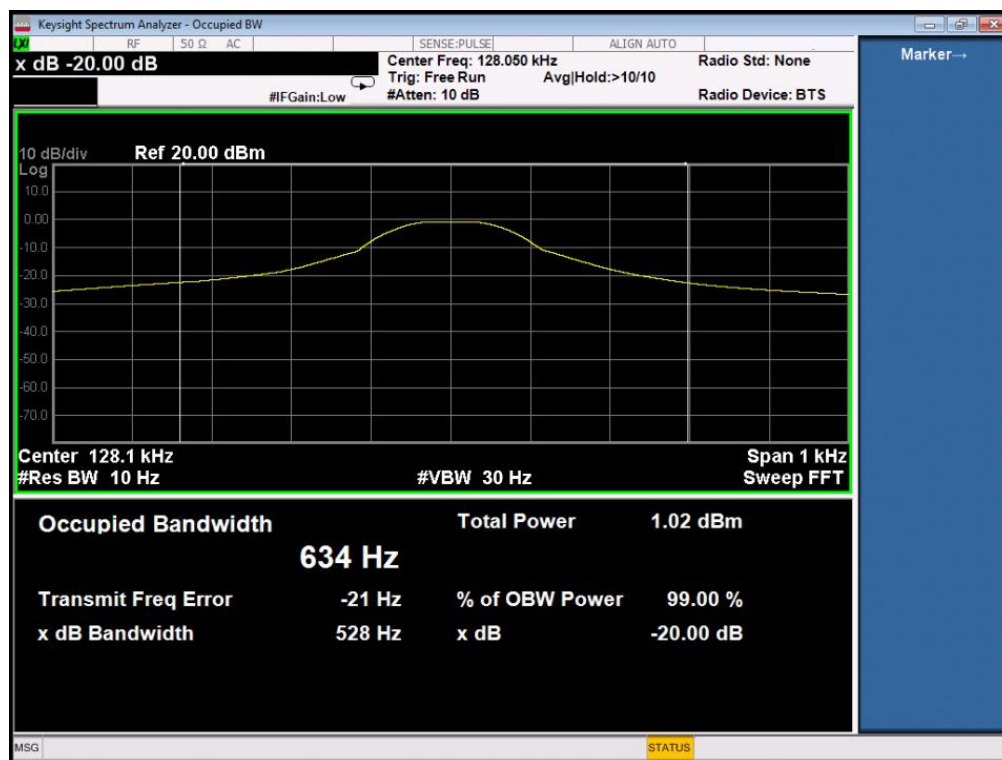 Keysight Spectrum Analyzer - Occupied BW
LXI RF 50 Ω AC SENSE:PULSE ALIGN AUTO
x dB -20.00 dB Center Freq: 128.050 kHz Radio Std: None
Trig: Free Run Avg|Hold:>10/10
#IFGain:Low #Atten: 10 dB Radio Device: BTS
Marker→
10 dB/div Ref 20.00 dBm
Log
10.0
0.00
-10.0
-20.0
-30.0
-40.0
-50.0
-60.0
-70.0
Center 128.1 kHz Span 1 kHz
#Res BW 10 Hz #VBW 30 Hz Sweep FFT
Occupied Bandwidth Total Power 1.02 dBm
634 Hz
Transmit Freq Error -21 Hz % of OBW Power 99.00 %
x dB Bandwidth 528 Hz x dB -20.00 dB
MSG STATUS